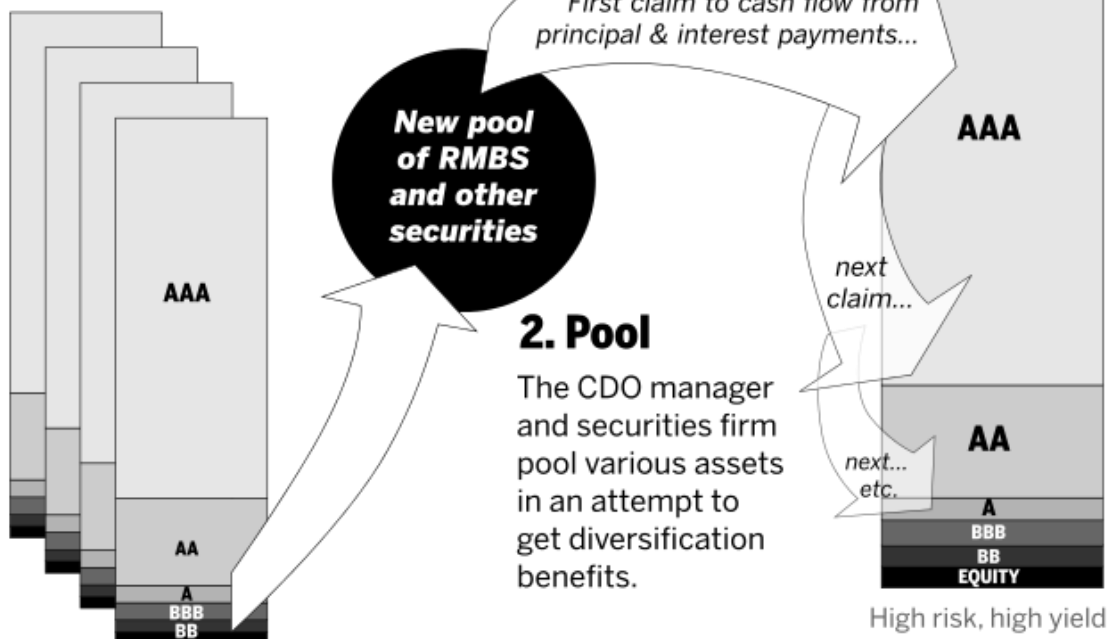 First claim to cash flow from
principal & interest payments...
New pool
of RMBS
and other
securities
AAA
AAA
next
claim...
2. Pool
The CDO manager
and securities firm
pool various assets
in an attempt to
get diversification
benefits.
AA
next...
etc.
A
BBB
BB
EQUITY
AA
A
BBB
BB
High risk, high yield